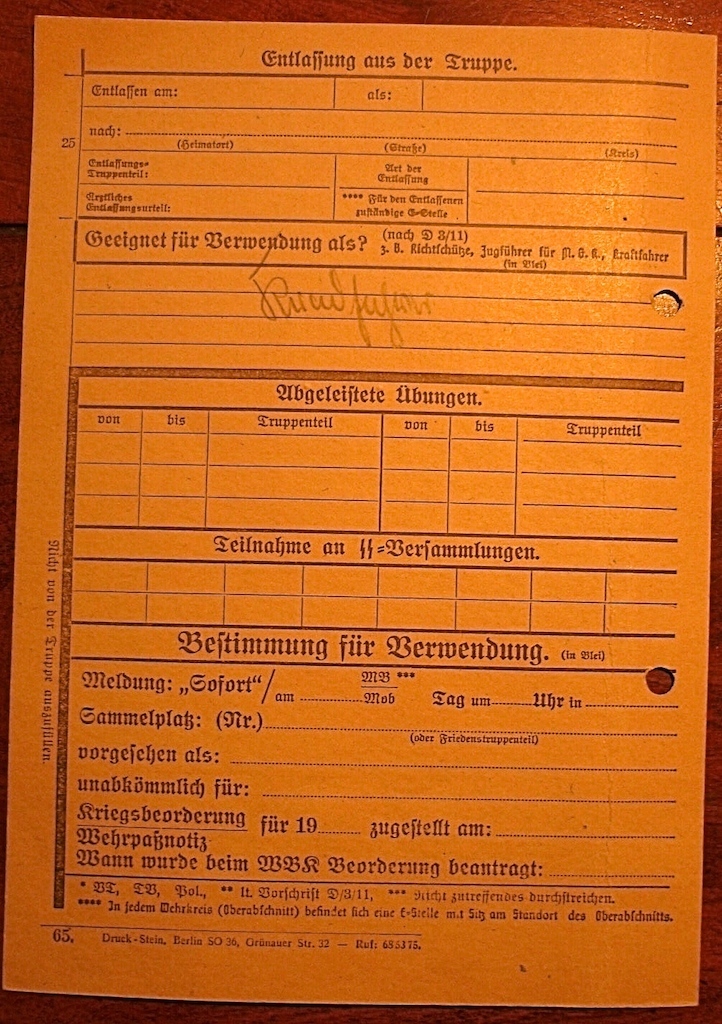 Entlassung aus der Truppe.
Entlassen am: als:
25
nach:
(Heimatort) (Straße) (Kreis)
Entlassungs-
Truppenteil:
Art der
Entlassung
Ärztliches
Entlassungsurteil:
**** Für den Entlassenen
zuständige E-Stelle
Geeignet für Verwendung als? (nach D 3/11)
z. B. Richtschütze, Zugführer für M. G. K., Kraftfahrer
(in Blei)
Abgeleistete Übungen.
von bis Truppenteil von bis Truppenteil
Teilnahme an ᛋᛋ-Versammlungen.
Bestimmung für Verwendung. (in Blei)
Meldung: „Sofort“/am MB ***
Mob Tag um Uhr in
Sammelplatz: (Nr.)
(oder Friedenstruppenteil)
vorgesehen als:
unabkömmlich für:
Kriegsbeorderung
Wehrpaßnotiz für 19 zugestellt am:
Wann wurde beim WBK Beorderung beantragt:
Nicht von der Truppe auszufüllen.
* VT, TV, Pol., ** lt. Vorschrift D/3/11, *** Nicht zutreffendes durchstreichen.
**** In jedem Wehrkreis (Oberabschnitt) befindet sich eine E-Stelle mit Sitz am Standort des Oberabschnitts.
65. Druck-Stein, Berlin SO 36, Grünauer Str. 32 — Ruf: 685375.